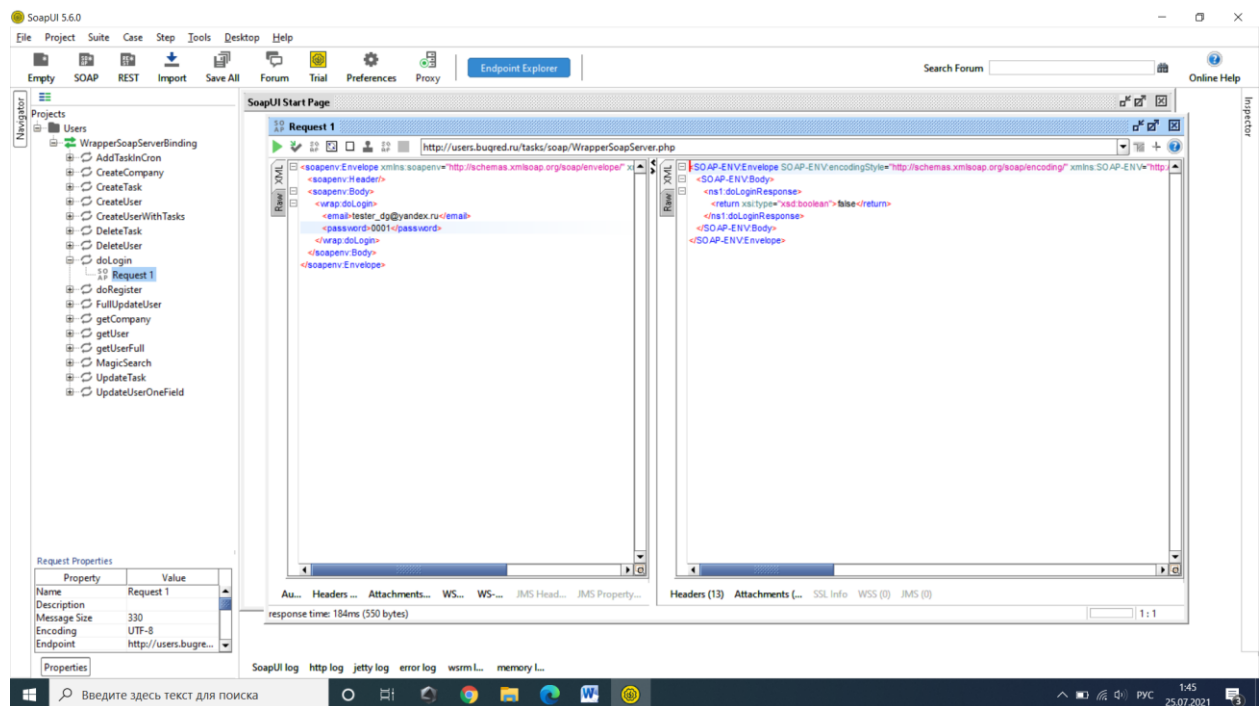 SoapUI 5.6.0
File Project Suite Case Step Tools Desktop Help
Empty SOAP REST Import Save All Forum Trial Preferences Proxy Endpoint Explorer Search Forum Online Help
Navigator
Projects
Users
WrapperSoapServerBinding
AddTaskInCron
CreateCompany
CreateTask
CreateUser
CreateUserWithTasks
DeleteTask
DeleteUser
doLogin
Request 1
doRegister
FullUpdateUser
getCompany
getUser
getUserFull
MagicSearch
UpdateTask
UpdateUserOneField
Request Properties
Property Value
Name Request 1
Description
Message Size 330
Encoding UTF-8
Endpoint http://users.bugre...
Properties
SoapUI Start Page
Request 1
http://users.bugred.ru/tasks/soap/WrapperSoapServer.php
XML
Raw
<soapenv:Envelope xmlns:soapenv="http://schemas.xmlsoap.org/soap/envelope/" x
<soapenv:Header/>
<soapenv:Body>
<wrap:doLogin>
<email>tester_dg@yandex.ru</email>
<password>0001</password>
</wrap:doLogin>
</soapenv:Body>
</soapenv:Envelope>
Au... Headers ... Attachments... WS... WS-... JMS Head... JMS Property...
XML
Raw
<SOAP-ENV:Envelope SOAP-ENV:encodingStyle="http://schemas.xmlsoap.org/soap/encoding/" xmlns:SOAP-ENV="http:
<SOAP-ENV:Body>
<ns1:doLoginResponse>
<return xsi:type="xsd:boolean">false</return>
</ns1:doLoginResponse>
</SOAP-ENV:Body>
</SOAP-ENV:Envelope>
Headers (13) Attachments (... SSL Info WSS (0) JMS (0)
response time: 184ms (550 bytes)
1 : 1
Inspector
SoapUI log http log jetty log error log wsrm l... memory l...
Введите здесь текст для поиска
РУС
1:45
25.07.2021